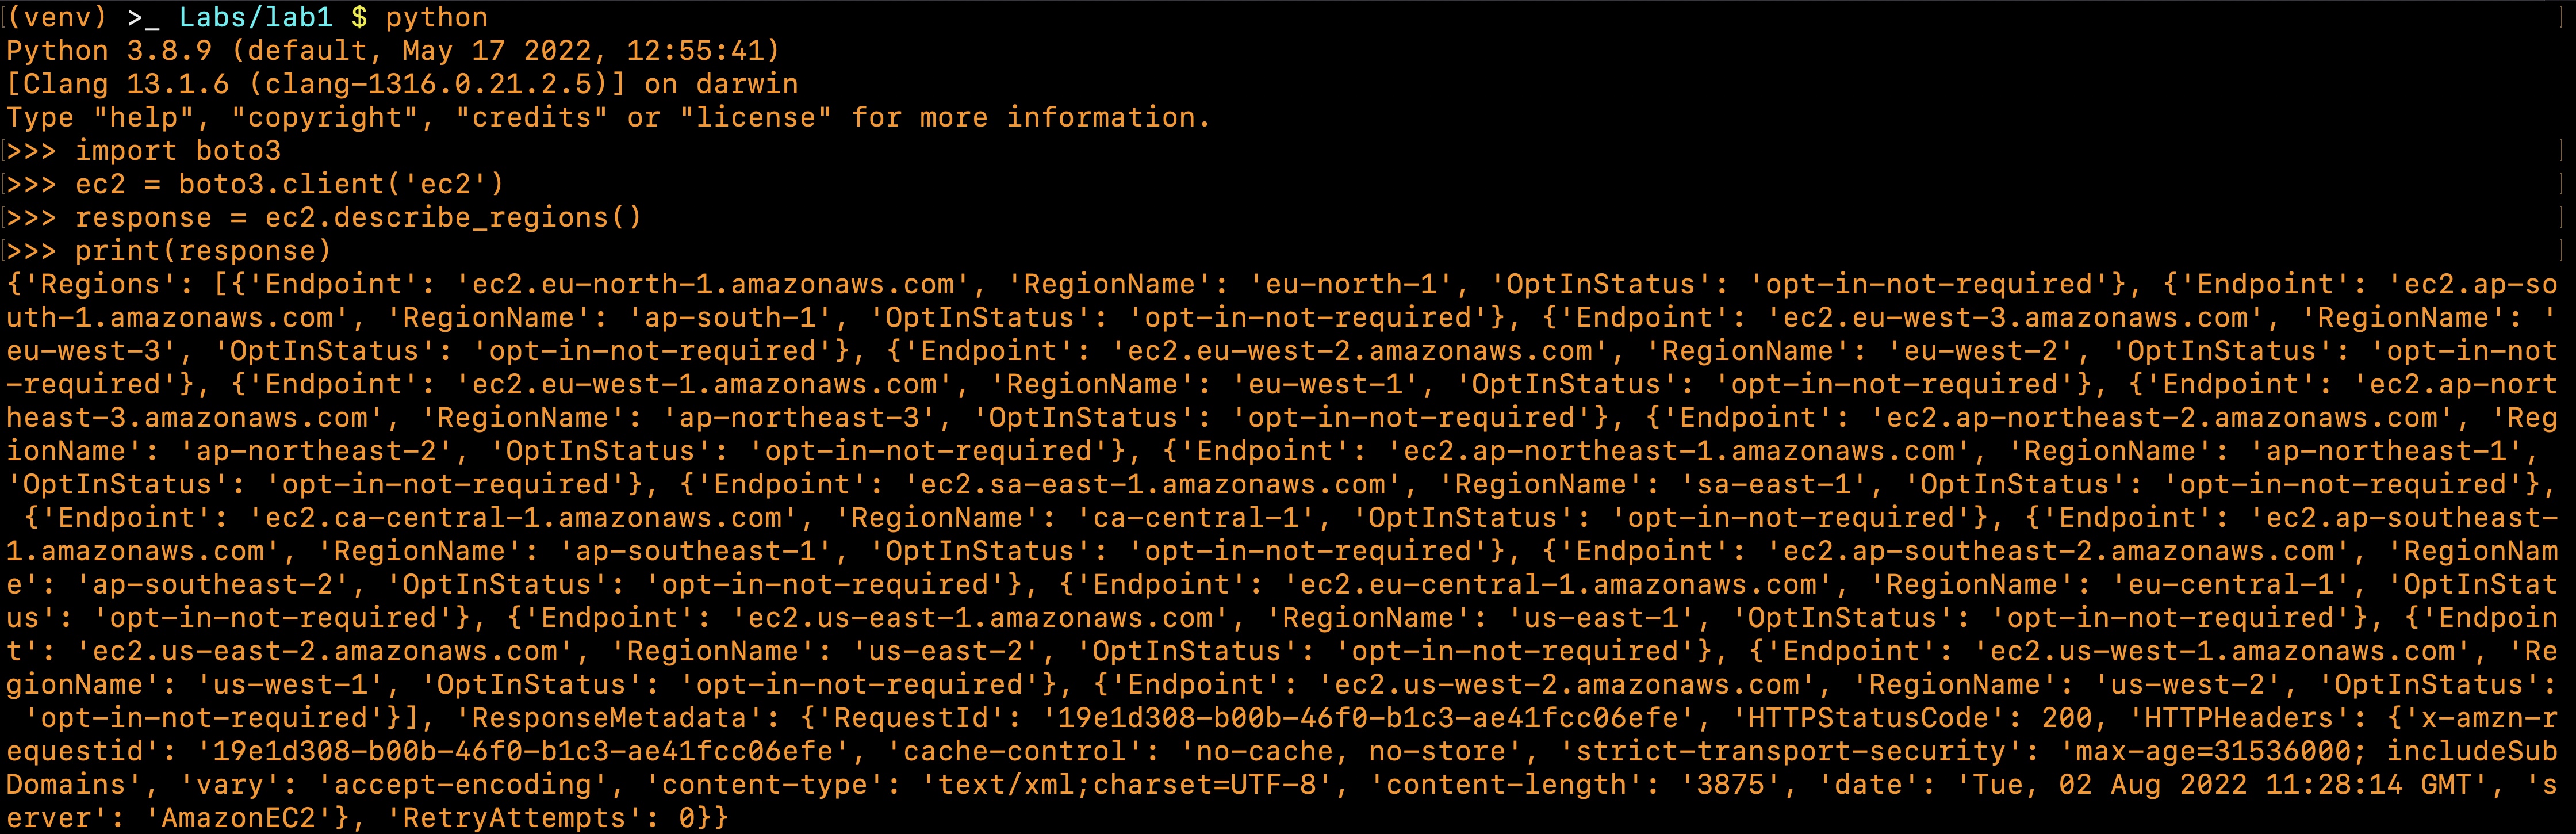 (venv) >_ Labs/lab1 $ python
Python 3.8.9 (default, May 17 2022, 12:55:41)
[Clang 13.1.6 (clang-1316.0.21.2.5)] on darwin
Type "help", "copyright", "credits" or "license" for more information.
>>> import boto3
>>> ec2 = boto3.client('ec2')
>>> response = ec2.describe_regions()
>>> print(response)
{'Regions': [{'Endpoint': 'ec2.eu-north-1.amazonaws.com', 'RegionName': 'eu-north-1', 'OptInStatus': 'opt-in-not-required'}, {'Endpoint': 'ec2.ap-so
uth-1.amazonaws.com', 'RegionName': 'ap-south-1', 'OptInStatus': 'opt-in-not-required'}, {'Endpoint': 'ec2.eu-west-3.amazonaws.com', 'RegionName': '
eu-west-3', 'OptInStatus': 'opt-in-not-required'}, {'Endpoint': 'ec2.eu-west-2.amazonaws.com', 'RegionName': 'eu-west-2', 'OptInStatus': 'opt-in-not
-required'}, {'Endpoint': 'ec2.eu-west-1.amazonaws.com', 'RegionName': 'eu-west-1', 'OptInStatus': 'opt-in-not-required'}, {'Endpoint': 'ec2.ap-nort
heast-3.amazonaws.com', 'RegionName': 'ap-northeast-3', 'OptInStatus': 'opt-in-not-required'}, {'Endpoint': 'ec2.ap-northeast-2.amazonaws.com', 'Reg
ionName': 'ap-northeast-2', 'OptInStatus': 'opt-in-not-required'}, {'Endpoint': 'ec2.ap-northeast-1.amazonaws.com', 'RegionName': 'ap-northeast-1',
'OptInStatus': 'opt-in-not-required'}, {'Endpoint': 'ec2.sa-east-1.amazonaws.com', 'RegionName': 'sa-east-1', 'OptInStatus': 'opt-in-not-required'},
 {'Endpoint': 'ec2.ca-central-1.amazonaws.com', 'RegionName': 'ca-central-1', 'OptInStatus': 'opt-in-not-required'}, {'Endpoint': 'ec2.ap-southeast-
1.amazonaws.com', 'RegionName': 'ap-southeast-1', 'OptInStatus': 'opt-in-not-required'}, {'Endpoint': 'ec2.ap-southeast-2.amazonaws.com', 'RegionNam
e': 'ap-southeast-2', 'OptInStatus': 'opt-in-not-required'}, {'Endpoint': 'ec2.eu-central-1.amazonaws.com', 'RegionName': 'eu-central-1', 'OptInStat
us': 'opt-in-not-required'}, {'Endpoint': 'ec2.us-east-1.amazonaws.com', 'RegionName': 'us-east-1', 'OptInStatus': 'opt-in-not-required'}, {'Endpoin
t': 'ec2.us-east-2.amazonaws.com', 'RegionName': 'us-east-2', 'OptInStatus': 'opt-in-not-required'}, {'Endpoint': 'ec2.us-west-1.amazonaws.com', 'Re
gionName': 'us-west-1', 'OptInStatus': 'opt-in-not-required'}, {'Endpoint': 'ec2.us-west-2.amazonaws.com', 'RegionName': 'us-west-2', 'OptInStatus':
 'opt-in-not-required'}], 'ResponseMetadata': {'RequestId': '19e1d308-b00b-46f0-b1c3-ae41fcc06efe', 'HTTPStatusCode': 200, 'HTTPHeaders': {'x-amzn-r
equestid': '19e1d308-b00b-46f0-b1c3-ae41fcc06efe', 'cache-control': 'no-cache, no-store', 'strict-transport-security': 'max-age=31536000; includeSub
Domains', 'vary': 'accept-encoding', 'content-type': 'text/xml;charset=UTF-8', 'content-length': '3875', 'date': 'Tue, 02 Aug 2022 11:28:14 GMT', 's
erver': 'AmazonEC2'}, 'RetryAttempts': 0}}